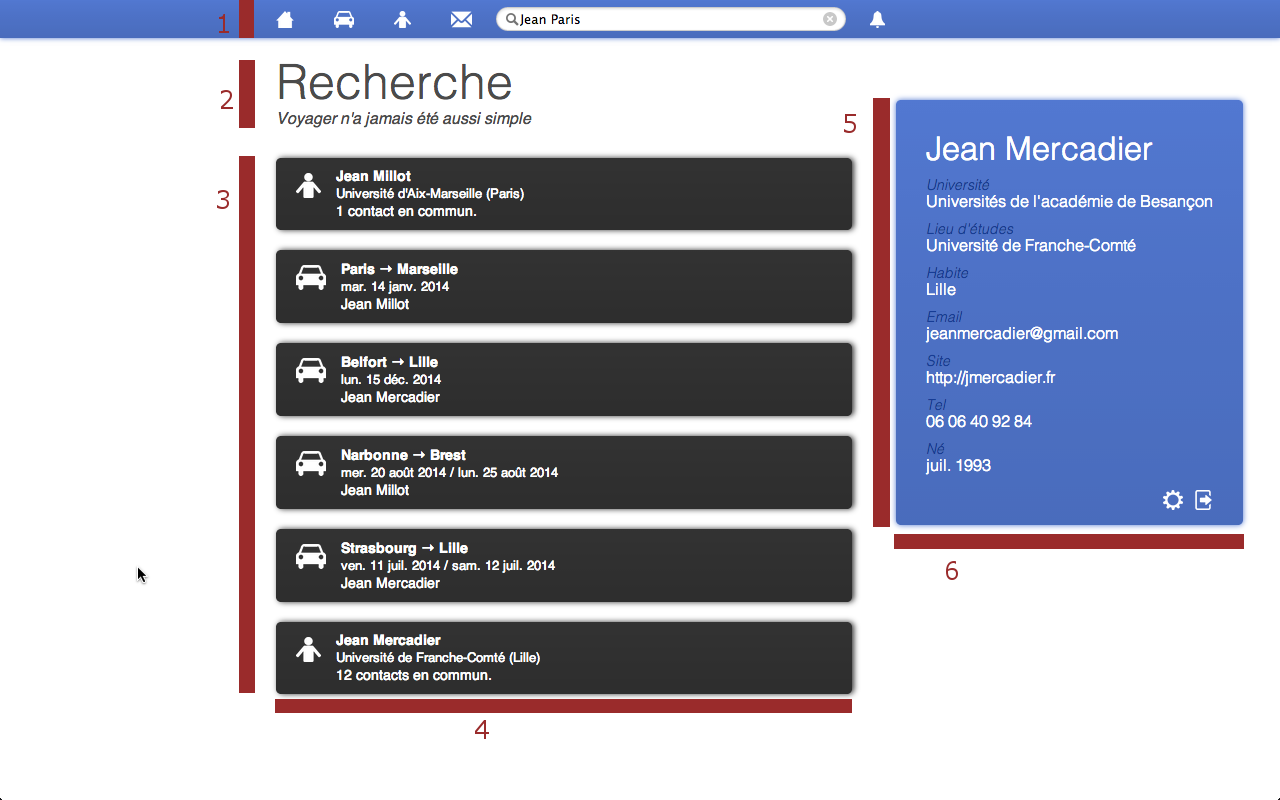 1
Jean Paris
2
Recherche
Voyager n'a jamais été aussi simple
3
Jean Millot
Université d'Aix-Marseille (Paris)
1 contact en commun.
Paris → Marseille
mar. 14 janv. 2014
Jean Millot
Belfort → Lille
lun. 15 déc. 2014
Jean Mercadier
Narbonne → Brest
mer. 20 août 2014 / lun. 25 août 2014
Jean Millot
Strasbourg → Lille
ven. 11 juil. 2014 / sam. 12 juil. 2014
Jean Mercadier
Jean Mercadier
Université de Franche-Comté (Lille)
12 contacts en commun.
4
5
Jean Mercadier
Université
Universités de l'académie de Besançon
Lieu d'études
Université de Franche-Comté
Habite
Lille
Email
jeanmercadier@gmail.com
Site
http://jmercadier.fr
Tel
06 06 40 92 84
Né
juil. 1993
6